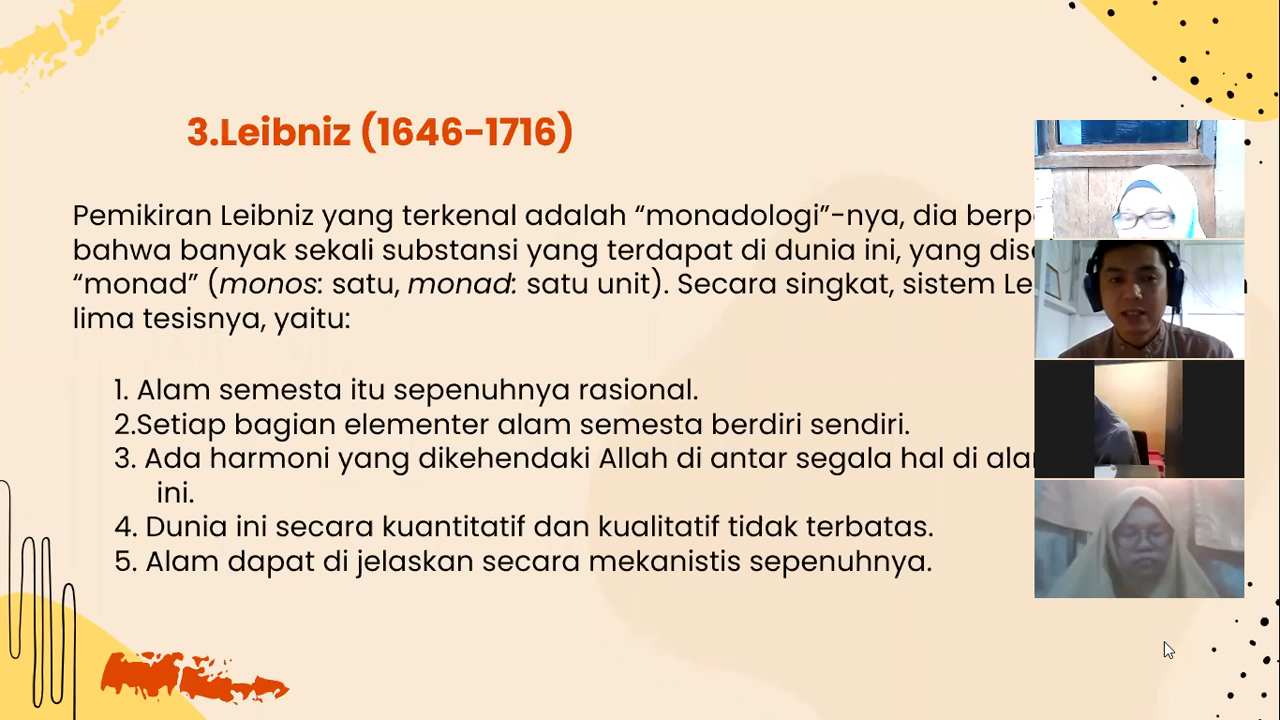 3.Leibniz (1646-1716)
Pemikiran Leibniz yang terkenal adalah “monadologi”-nya, dia
bahwa banyak sekali substansi yang terdapat di dunia ini, yang
“monad” (monos: satu, monad: satu unit). Secara singkat, sistem
lima tesisnya, yaitu:
1. Alam semesta itu sepenuhnya rasional.
2.Setiap bagian elementer alam semesta berdiri sendiri.
3. Ada harmoni yang dikehendaki Allah di antar segala hal di
ini.
4. Dunia ini secara kuantitatif dan kualitatif tidak terbatas.
5. Alam dapat di jelaskan secara mekanistis sepenuhnya.